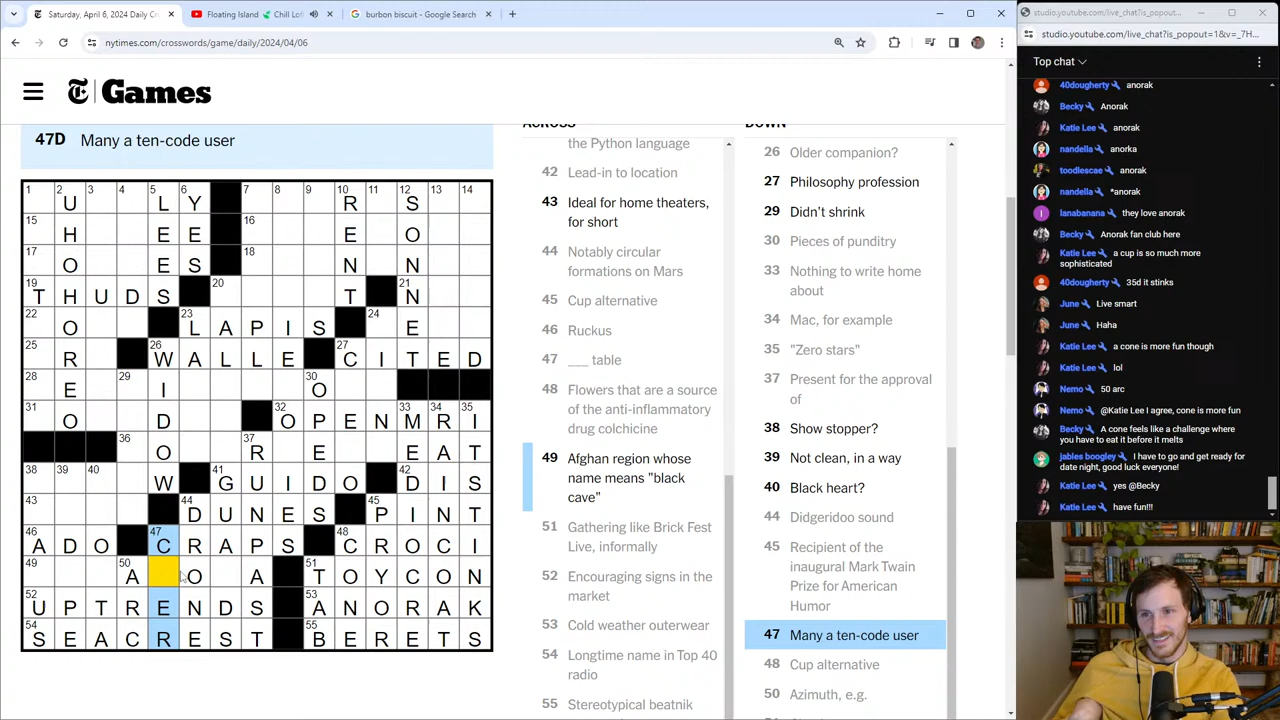 Saturday, April 6, 2024 Daily Cr
Floating Island
Chill Lof
burbon biscuit - Google Search
nytimes.com/crosswords/game/daily/2024/04/06
T Games
47D Many a ten-code user
ACROSS
the Python language
42 Lead-in to location
43 Ideal for home theaters, for short
44 Notably circular formations on Mars
45 Cup alternative
46 Ruckus
47 ___ table
48 Flowers that are a source of the anti-inflammatory drug colchicine
49 Afghan region whose name means "black cave"
51 Gathering like Brick Fest Live, informally
52 Encouraging signs in the market
53 Cold weather outerwear
54 Longtime name in Top 40 radio
55 Stereotypical beatnik
DOWN
26 Older companion?
27 Philosophy profession
29 Didn't shrink
30 Pieces of punditry
33 Nothing to write home about
34 Mac, for example
35 "Zero stars"
37 Present for the approval of
38 Show stopper?
39 Not clean, in a way
40 Black heart?
44 Didgeridoo sound
45 Recipient of the inaugural Mark Twain Prize for American Humor
47 Many a ten-code user
48 Cup alternative
50 Azimuth, e.g.
studio.youtube.com/live_chat?is_popout...
studio.youtube.com/live_chat?is_popout=1&v=_7H...
Top chat
40dougherty anorak
Becky Anorak
Katie Lee anorak
nandella anorka
toodlescae anorak
nandella *anorak
lanabanana they love anorak
Becky Anorak fan club here
Katie Lee a cup is so much more sophisticated
40dougherty 35d it stinks
June Live smart
June Haha
Katie Lee a cone is more fun though
Katie Lee lol
Nemo 50 arc
Nemo @Katie Lee I agree, cone is more fun
Becky A cone feels like a challenge where you have to eat it before it melts
jables boogley I have to go and get ready for date night, good luck everyone!
Katie Lee yes @Becky
Katie Lee have fun!!!